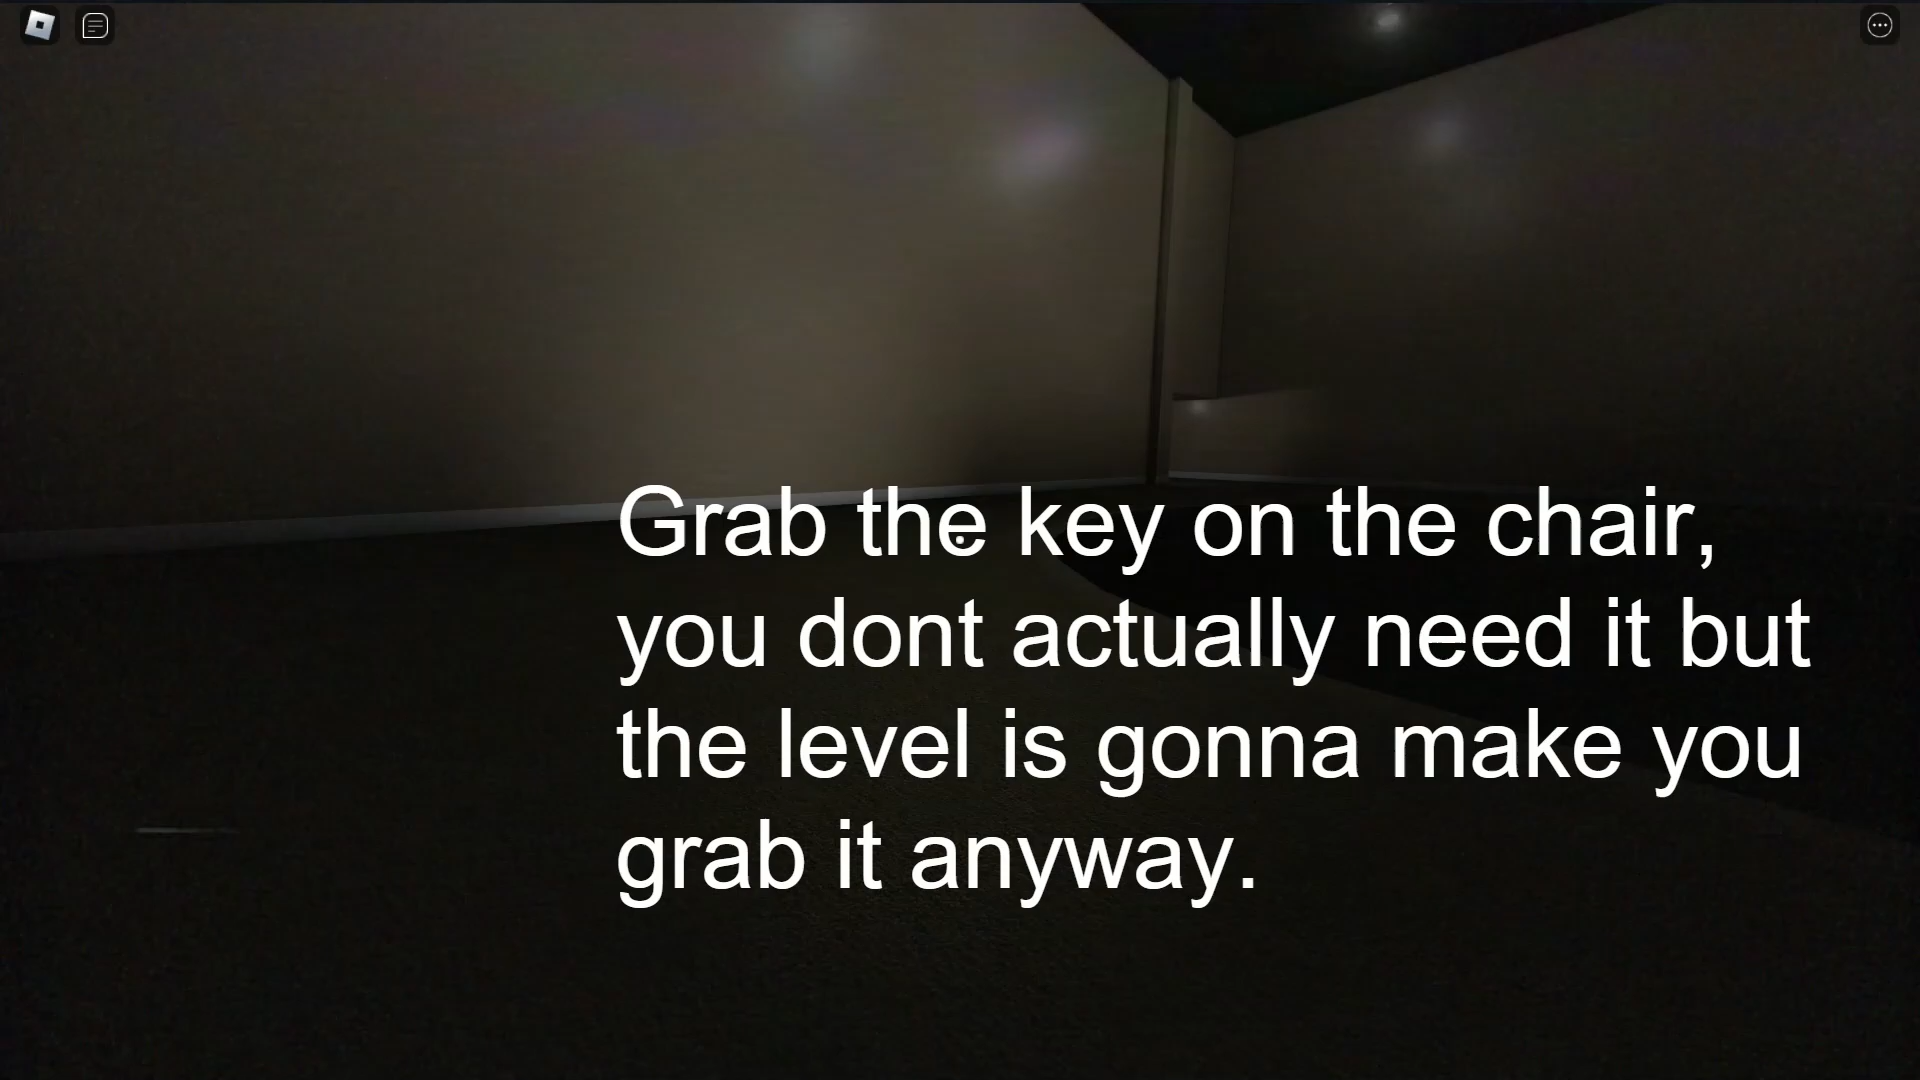 Grab the key on the chair,
you dont actually need it but
the level is gonna make you
grab it anyway.